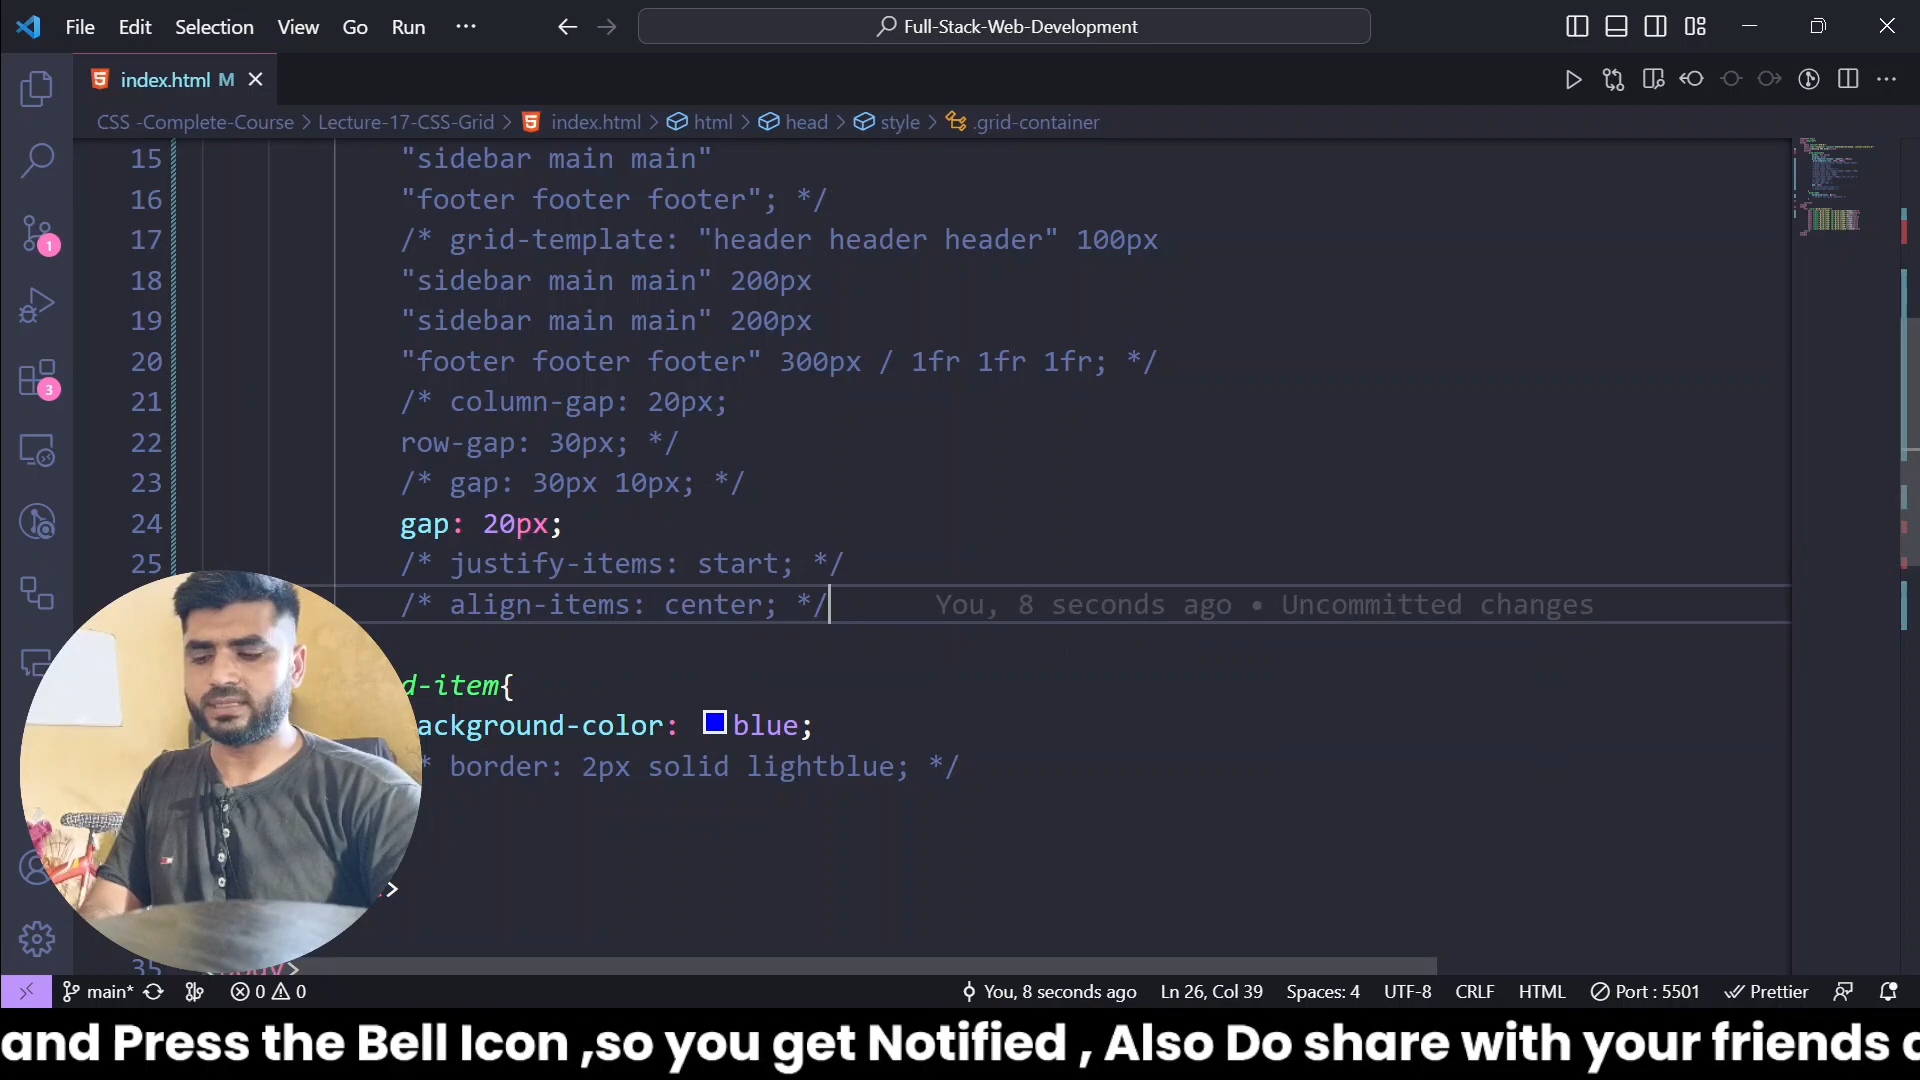 File Edit Selection View Go Run ··· Full-Stack-Web-Development
index.html M
CSS -Complete-Course > Lecture-17-CSS-Grid > index.html > html > head > style > .grid-container
15 "sidebar main main"
16 "footer footer footer"; */
17 /* grid-template: "header header header" 100px
18 "sidebar main main" 200px
19 "sidebar main main" 200px
20 "footer footer footer" 300px / 1fr 1fr 1fr; */
21 /* column-gap: 20px;
22 row-gap: 30px; */
23 /* gap: 30px 10px; */
24 gap: 20px;
25 /* justify-items: start; */
/* align-items: center; */ You, 8 seconds ago • Uncommitted changes
d-item{
ackground-color: blue;
* border: 2px solid lightblue; */
>
35 <body>
1
3
main* 0 0 You, 8 seconds ago Ln 26, Col 39 Spaces: 4 UTF-8 CRLF HTML Port : 5501 Prettier
and Press the Bell Icon ,so you get Notified , Also Do share with your friends